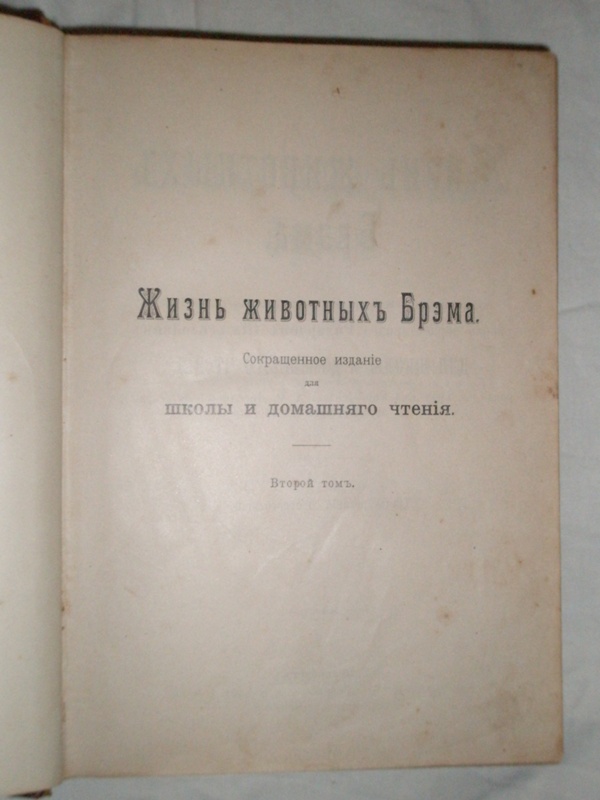 Жизнь животныхъ Брэма.
Сокращенное изданіе
для
школы и домашняго чтенія.
Второй томъ.